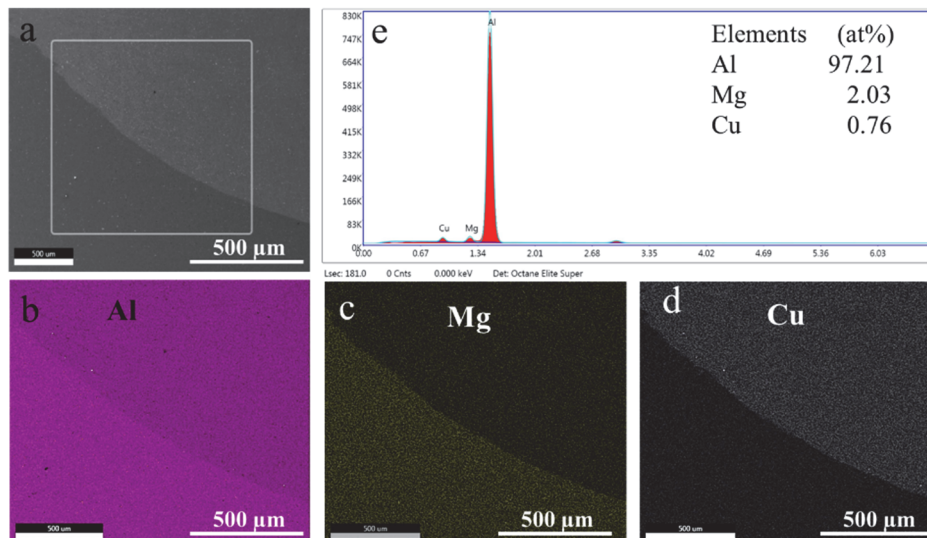 a
500 µm
500 µm
e
830K
747K
664K
581K
498K
415K
332K
249K
166K
83K
0K
0.00 0.67 1.34 2.01 2.68 3.35 4.02 4.69 5.36 6.03
Cu Mg Al
Elements (at%)
Al 97.21
Mg 2.03
Cu 0.76
Lsec: 181.0 0 Cnts 0.000 keV Det: Octane Elite Super
b Al
500 um
500 µm
c Mg
500 um
500 µm
d Cu
500 um
500 µm